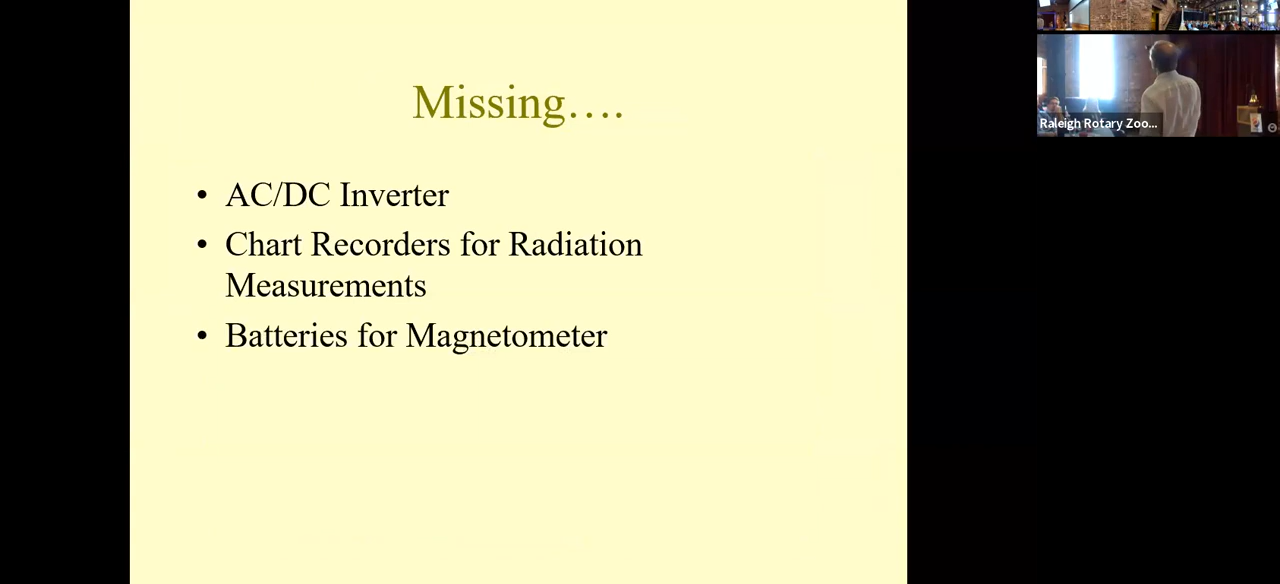 Missing….
• AC/DC Inverter
• Chart Recorders for Radiation
Measurements
• Batteries for Magnetometer
Raleigh Rotary Zoo...